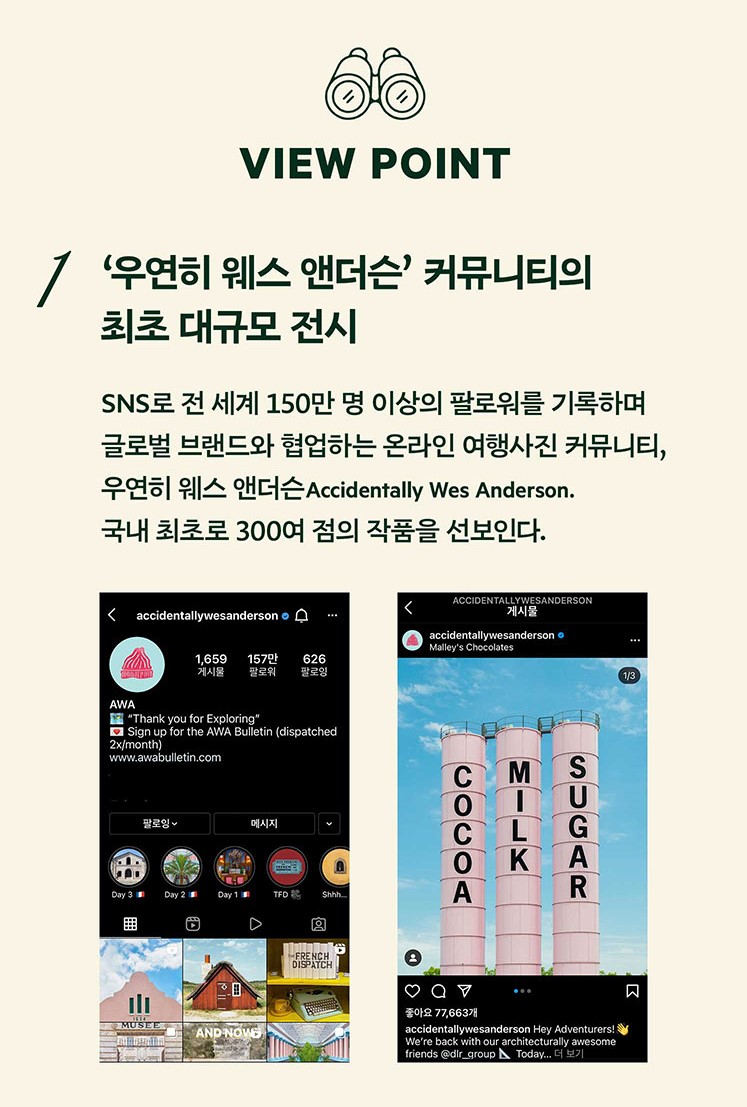 VIEW POINT
1
‘우연히 웨스 앤더슨’ 커뮤니티의
최초 대규모 전시
SNS로 전 세계 150만 명 이상의 팔로워를 기록하며
글로벌 브랜드와 협업하는 온라인 여행사진 커뮤니티,
우연히 웨스 앤더슨Accidentally Wes Anderson.
국내 최초로 300여 점의 작품을 선보인다.
accidentallywesanderson
1,659 157만 626
게시물 팔로워 팔로잉
AWA
“Thank you for Exploring”
Sign up for the AWA Bulletin (dispatched
2x/month)
www.awabulletin.com
팔로잉 메시지
Day 3 Day 2 Day 1 TFD Shhh...
1834
MUSEE
THE FRENCH
DISPATCH
AND NOW
ACCIDENTALLYWESANDERSON
게시물
accidentallywesanderson
Malley's Chocolates
1/3
COCOA
MILK
SUGAR
좋아요 77,663개
accidentallywesanderson Hey Adventurers!👋
We're back with our architecturally awesome
friends @dlr_group 📐 Today... 더 보기